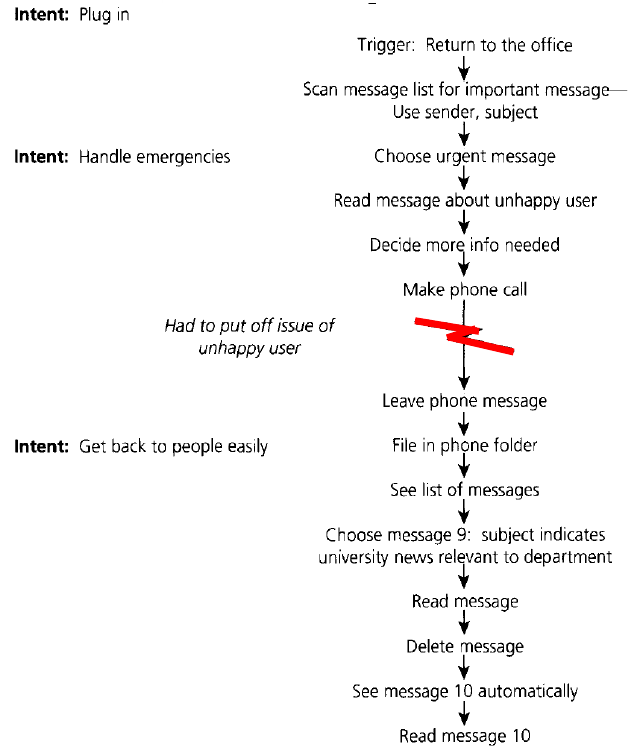 Intent: Plug in
Trigger: Return to the office
Scan message list for important message
Use sender, subject
Intent: Handle emergencies
Choose urgent message
Read message about unhappy user
Decide more info needed
Make phone call
Had to put off issue of
unhappy user
Leave phone message
Intent: Get back to people easily
File in phone folder
See list of messages
Choose message 9: subject indicates
university news relevant to department
Read message
Delete message
See message 10 automatically
Read message 10